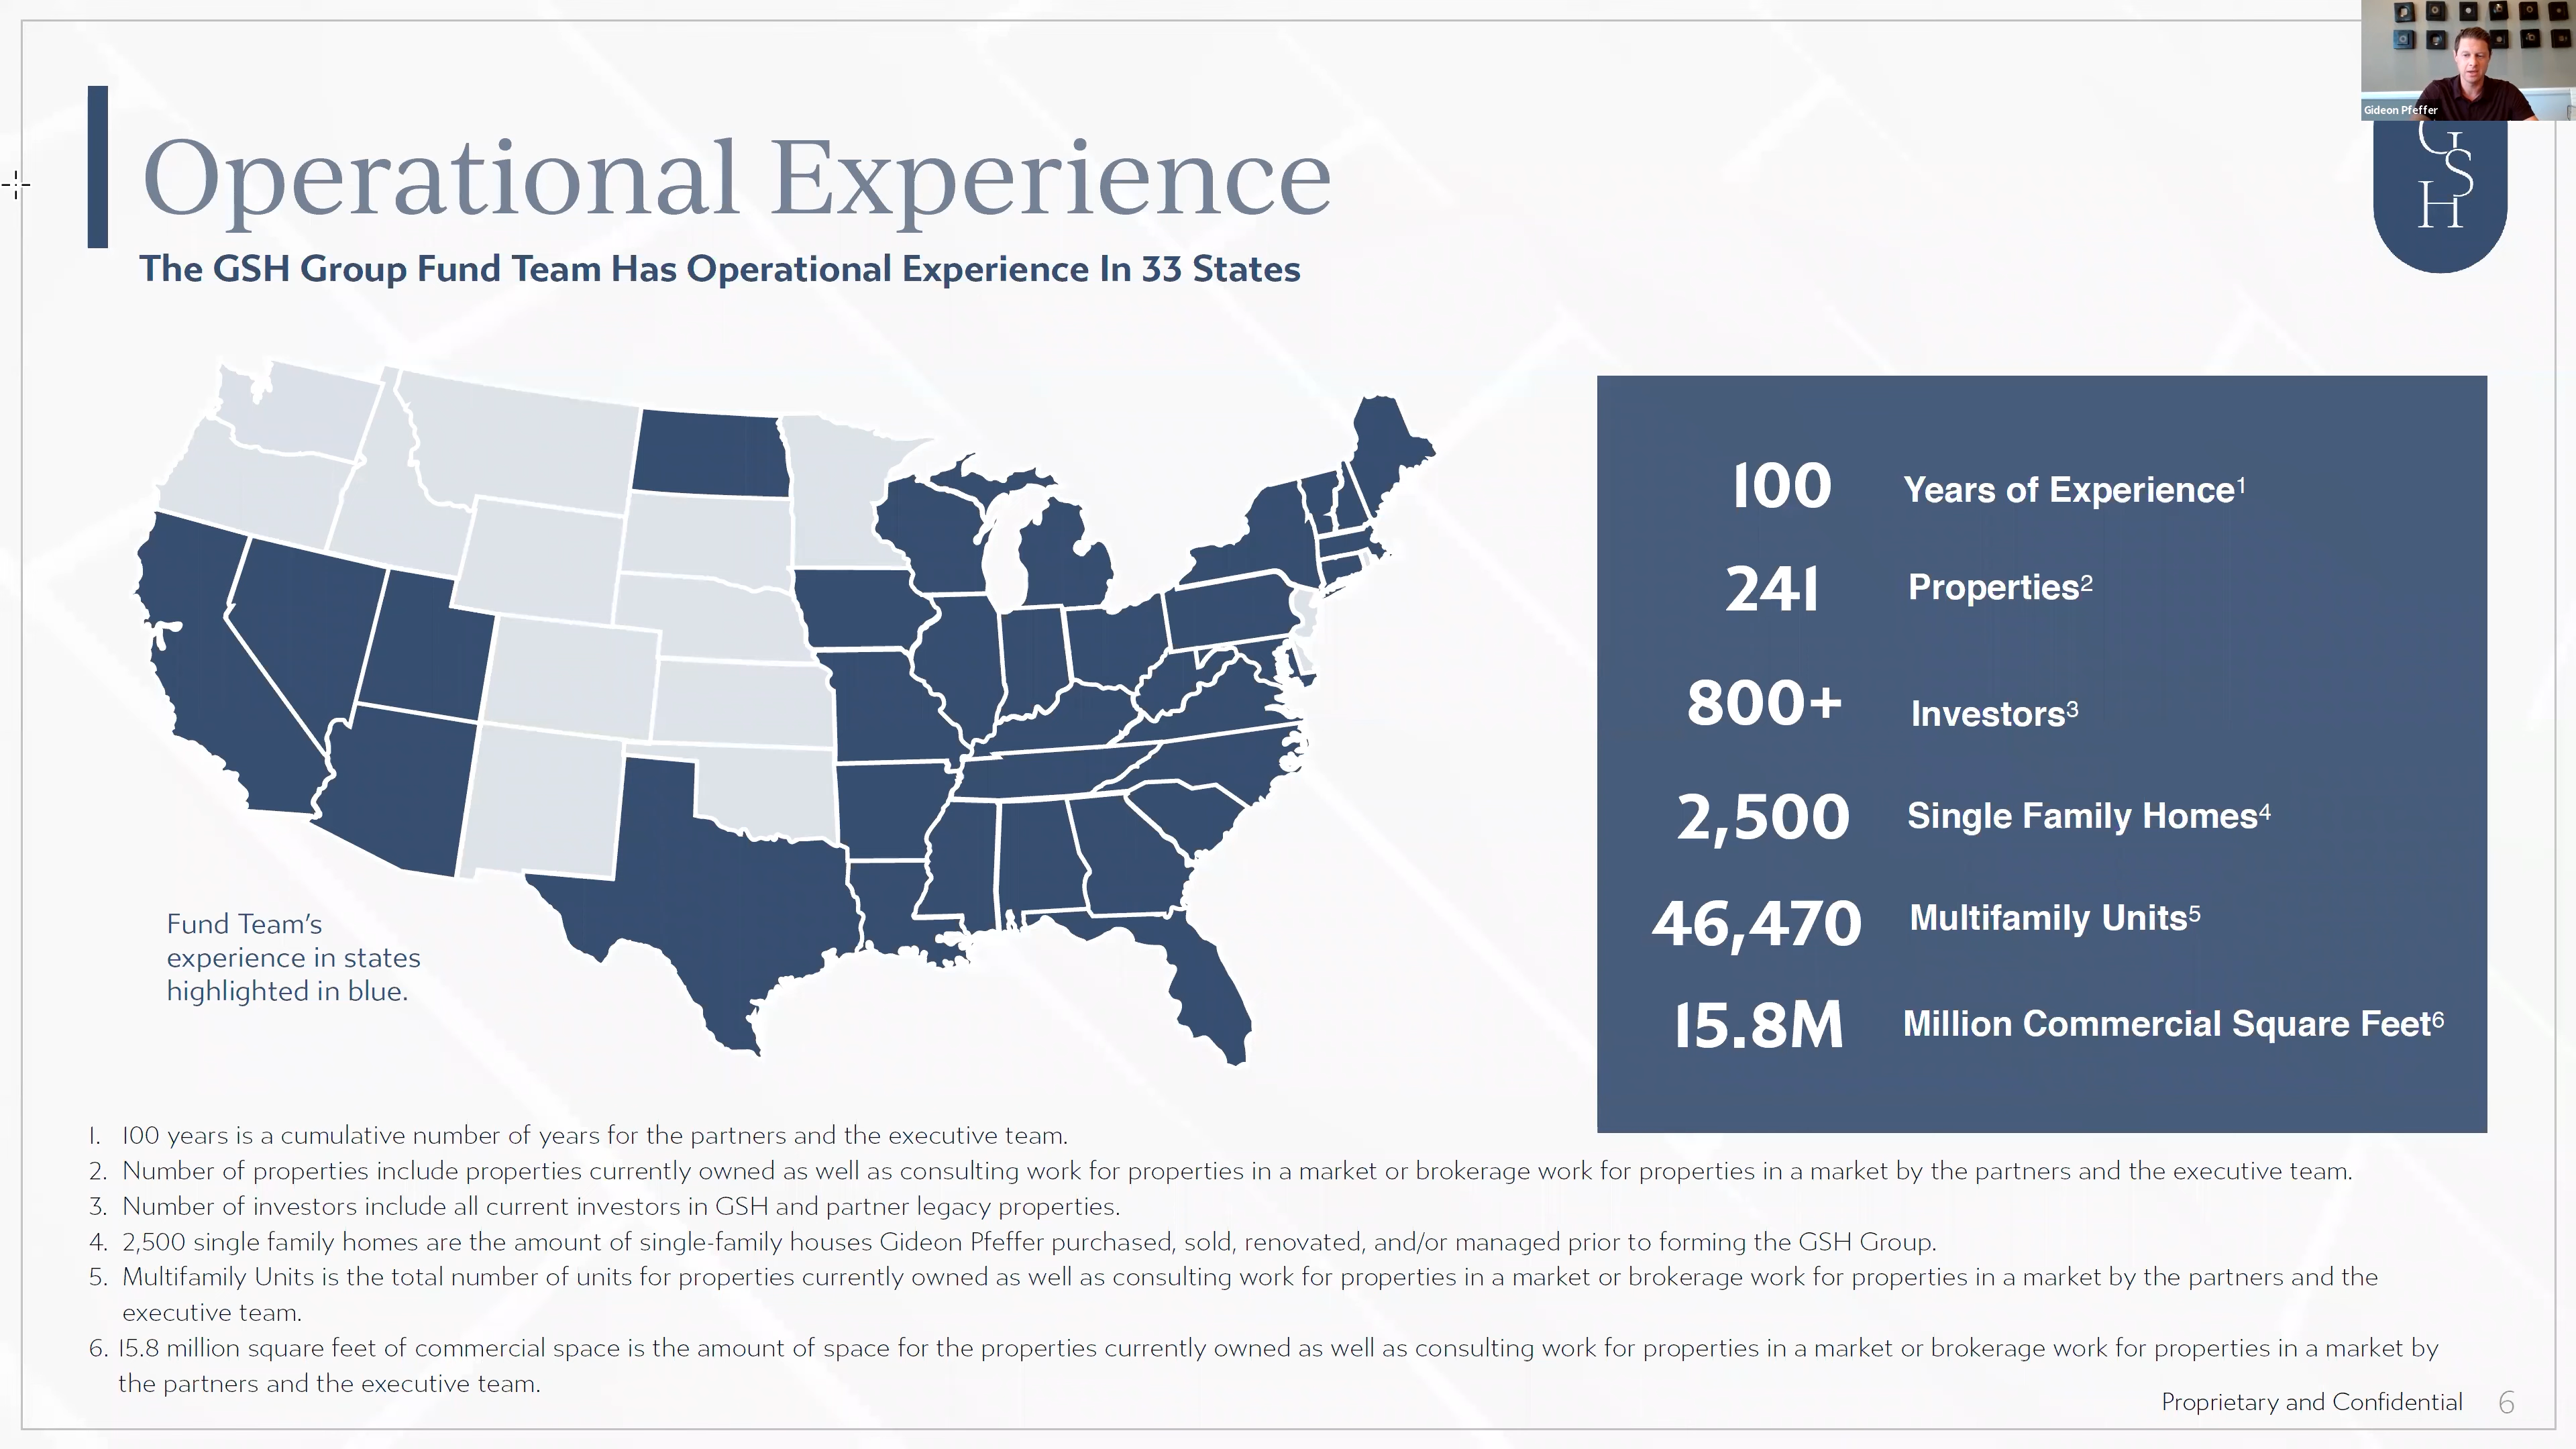 Gideon Pfeffer
GSH
Operational Experience
The GSH Group Fund Team Has Operational Experience In 33 States
Fund Team's
experience in states
highlighted in blue.
100 Years of Experience¹
241 Properties²
800+ Investors³
2,500 Single Family Homes⁴
46,470 Multifamily Units⁵
15.8M Million Commercial Square Feet⁶
1. 100 years is a cumulative number of years for the partners and the executive team.
2. Number of properties include properties currently owned as well as consulting work for properties in a market or brokerage work for properties in a market by the partners and the executive team.
3. Number of investors include all current investors in GSH and partner legacy properties.
4. 2,500 single family homes are the amount of single-family houses Gideon Pfeffer purchased, sold, renovated, and/or managed prior to forming the GSH Group.
5. Multifamily Units is the total number of units for properties currently owned as well as consulting work for properties in a market or brokerage work for properties in a market by the partners and the
executive team.
6. 15.8 million square feet of commercial space is the amount of space for the properties currently owned as well as consulting work for properties in a market or brokerage work for properties in a market by
the partners and the executive team.
Proprietary and Confidential 6